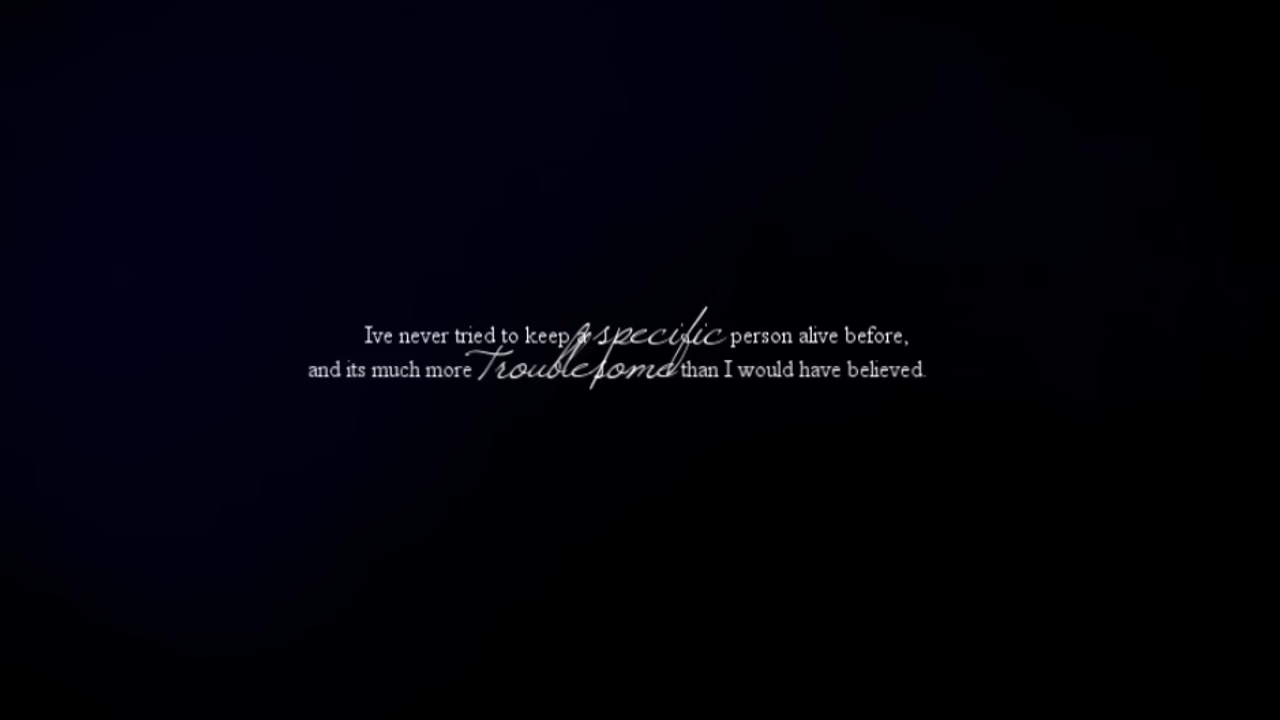 Ive never tried to keep a specific person alive before,
and its much more Troublesome than I would have believed.